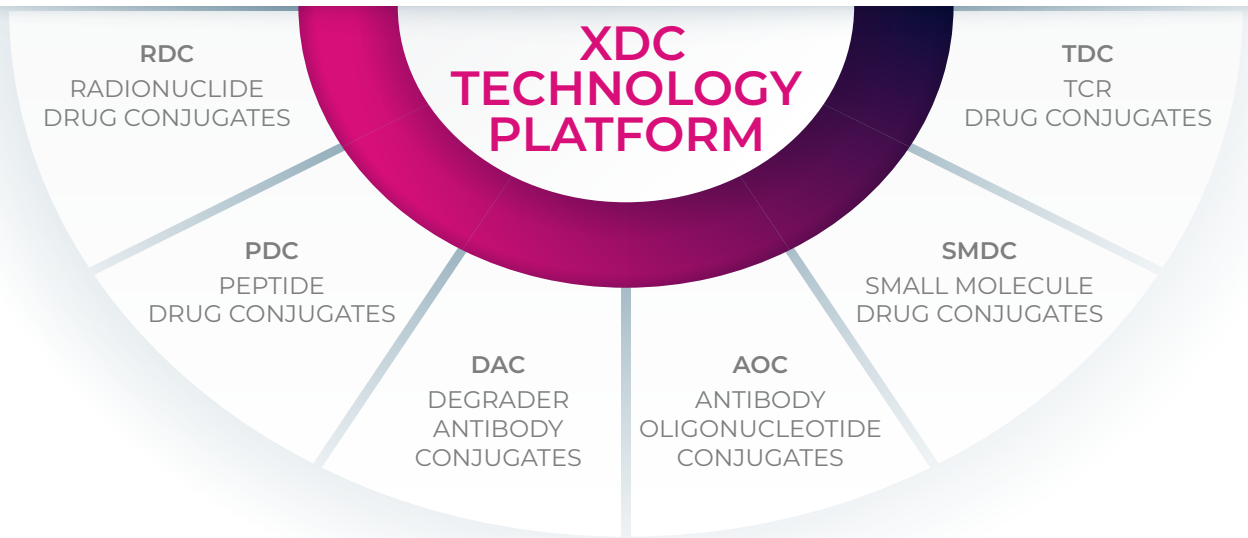 XDC
TECHNOLOGY
PLATFORM
RDC
RADIONUCLIDE
DRUG CONJUGATES
PDC
PEPTIDE
DRUG CONJUGATES
DAC
DEGRADER
ANTIBODY
CONJUGATES
AOC
ANTIBODY
OLIGONUCLEOTIDE
CONJUGATES
SMDC
SMALL MOLECULE
DRUG CONJUGATES
TDC
TCR
DRUG CONJUGATES